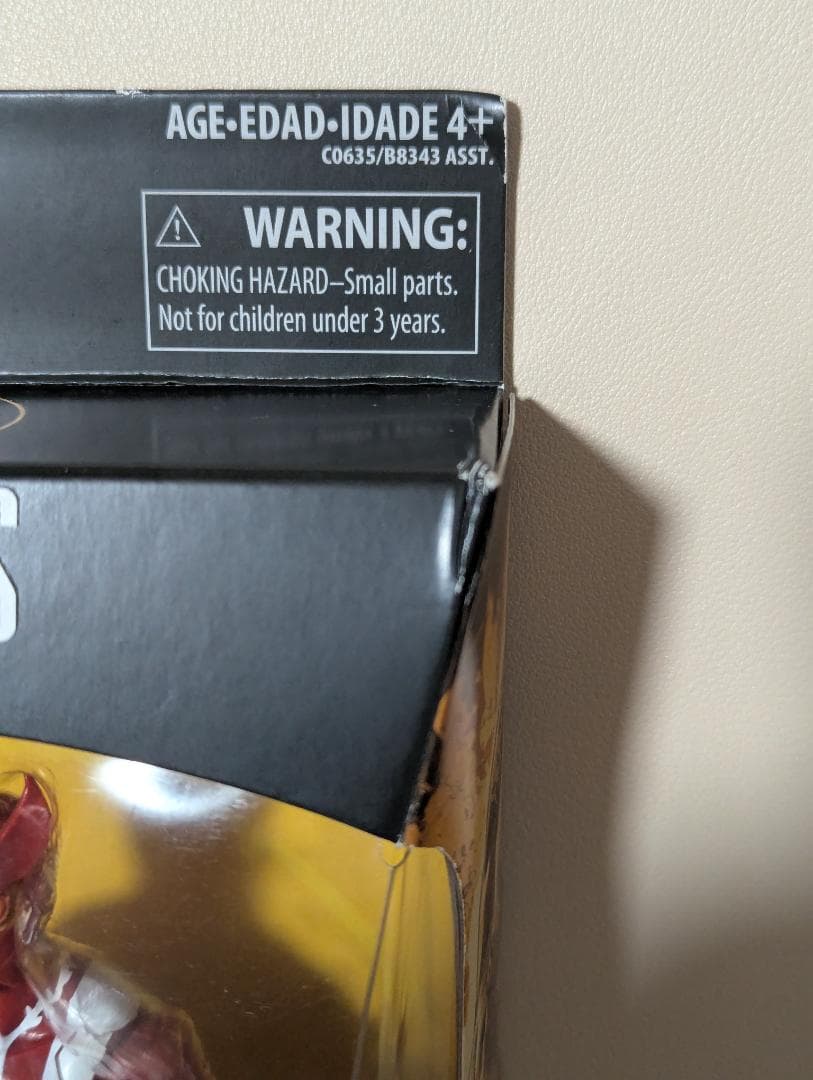 AGE•EDAD•IDADE 4+
C0635/B8343 ASST.
WARNING:
CHOKING HAZARD–Small parts.
Not for children under 3 years.
S